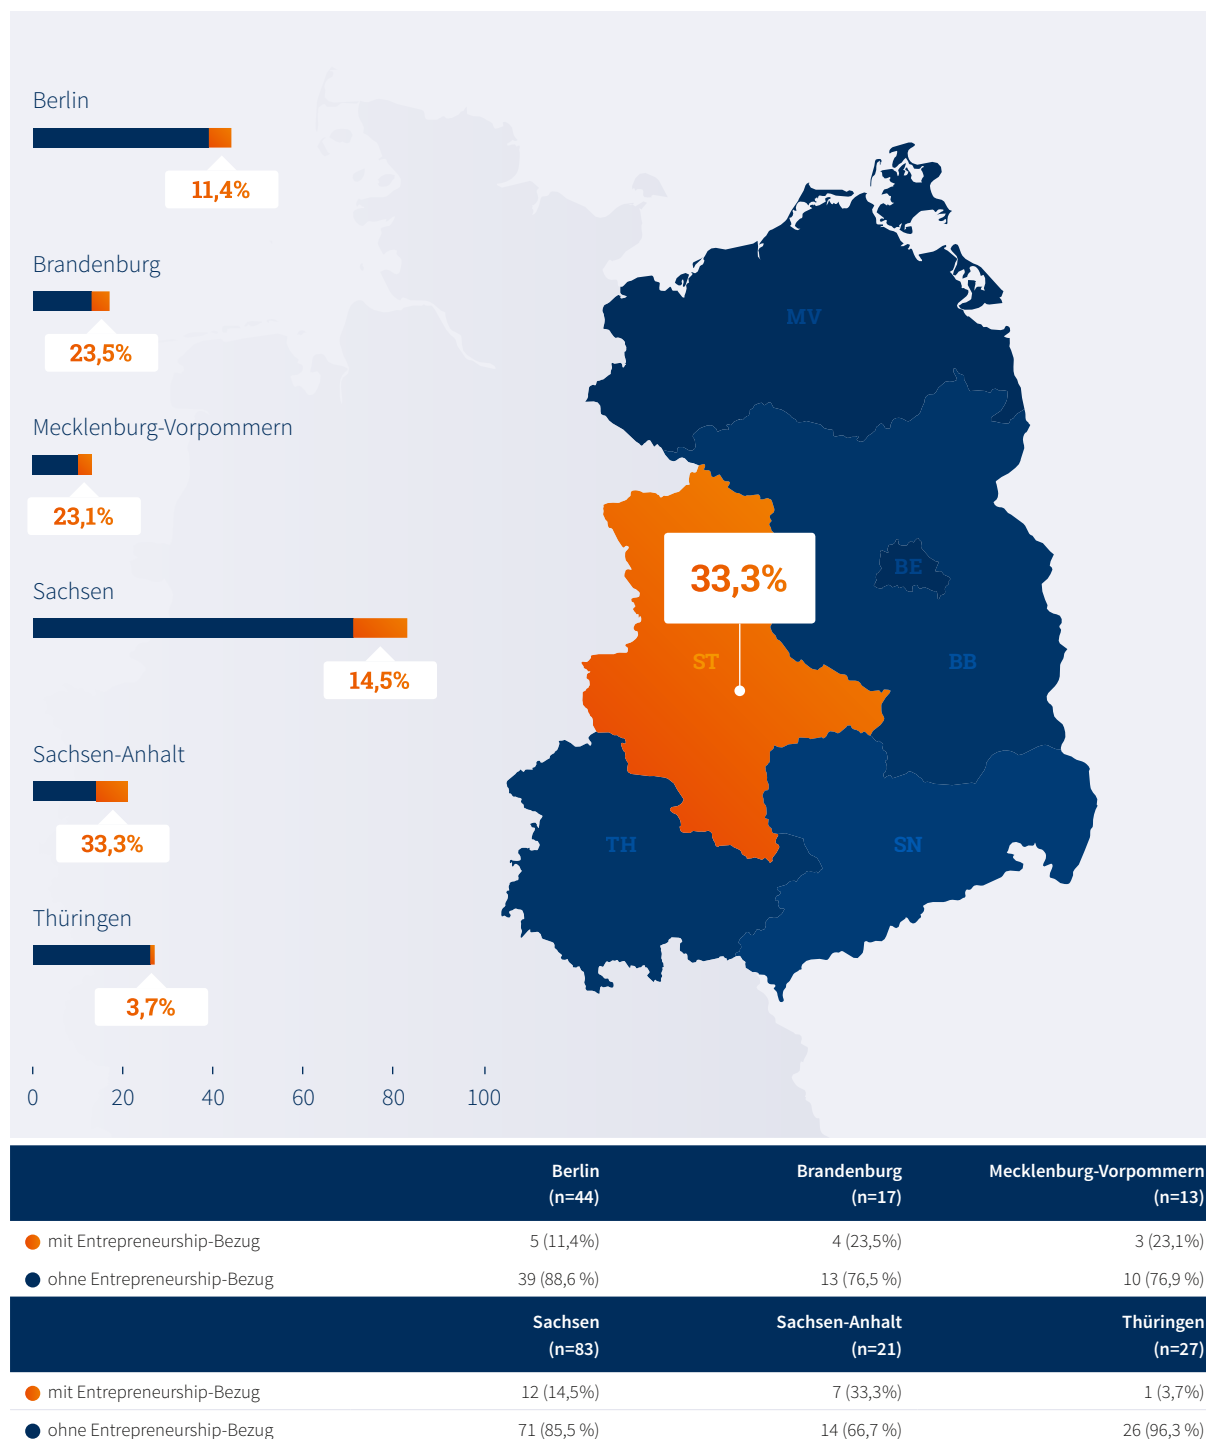 Berlin
11,4%
Brandenburg
23,5%
Mecklenburg-Vorpommern
23,1%
Sachsen
14,5%
Sachsen-Anhalt
33,3%
Thüringen
3,7%
0 20 40 60 80 100
MV
BE
33,3%
ST
BB
TH
SN
Berlin Brandenburg Mecklenburg-Vorpommern
(n=44) (n=17) (n=13)
mit Entrepreneurship-Bezug 5 (11,4%) 4 (23,5%) 3 (23,1%)
ohne Entrepreneurship-Bezug 39 (88,6 %) 13 (76,5 %) 10 (76,9 %)
Sachsen Sachsen-Anhalt Thüringen
(n=83) (n=21) (n=27)
mit Entrepreneurship-Bezug 12 (14,5%) 7 (33,3%) 1 (3,7%)
ohne Entrepreneurship-Bezug 71 (85,5 %) 14 (66,7 %) 26 (96,3 %)